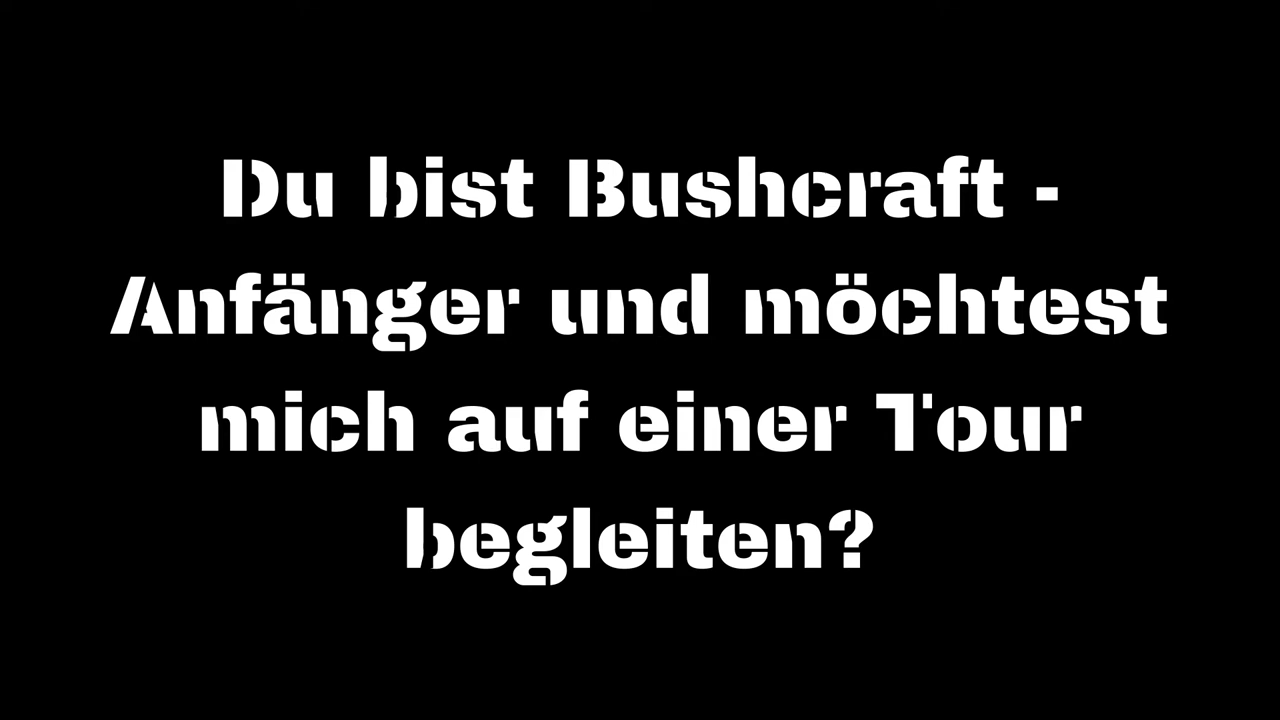 Du bist Bushcraft -
Anfänger und möchtest
mich auf einer Tour
begleiten?